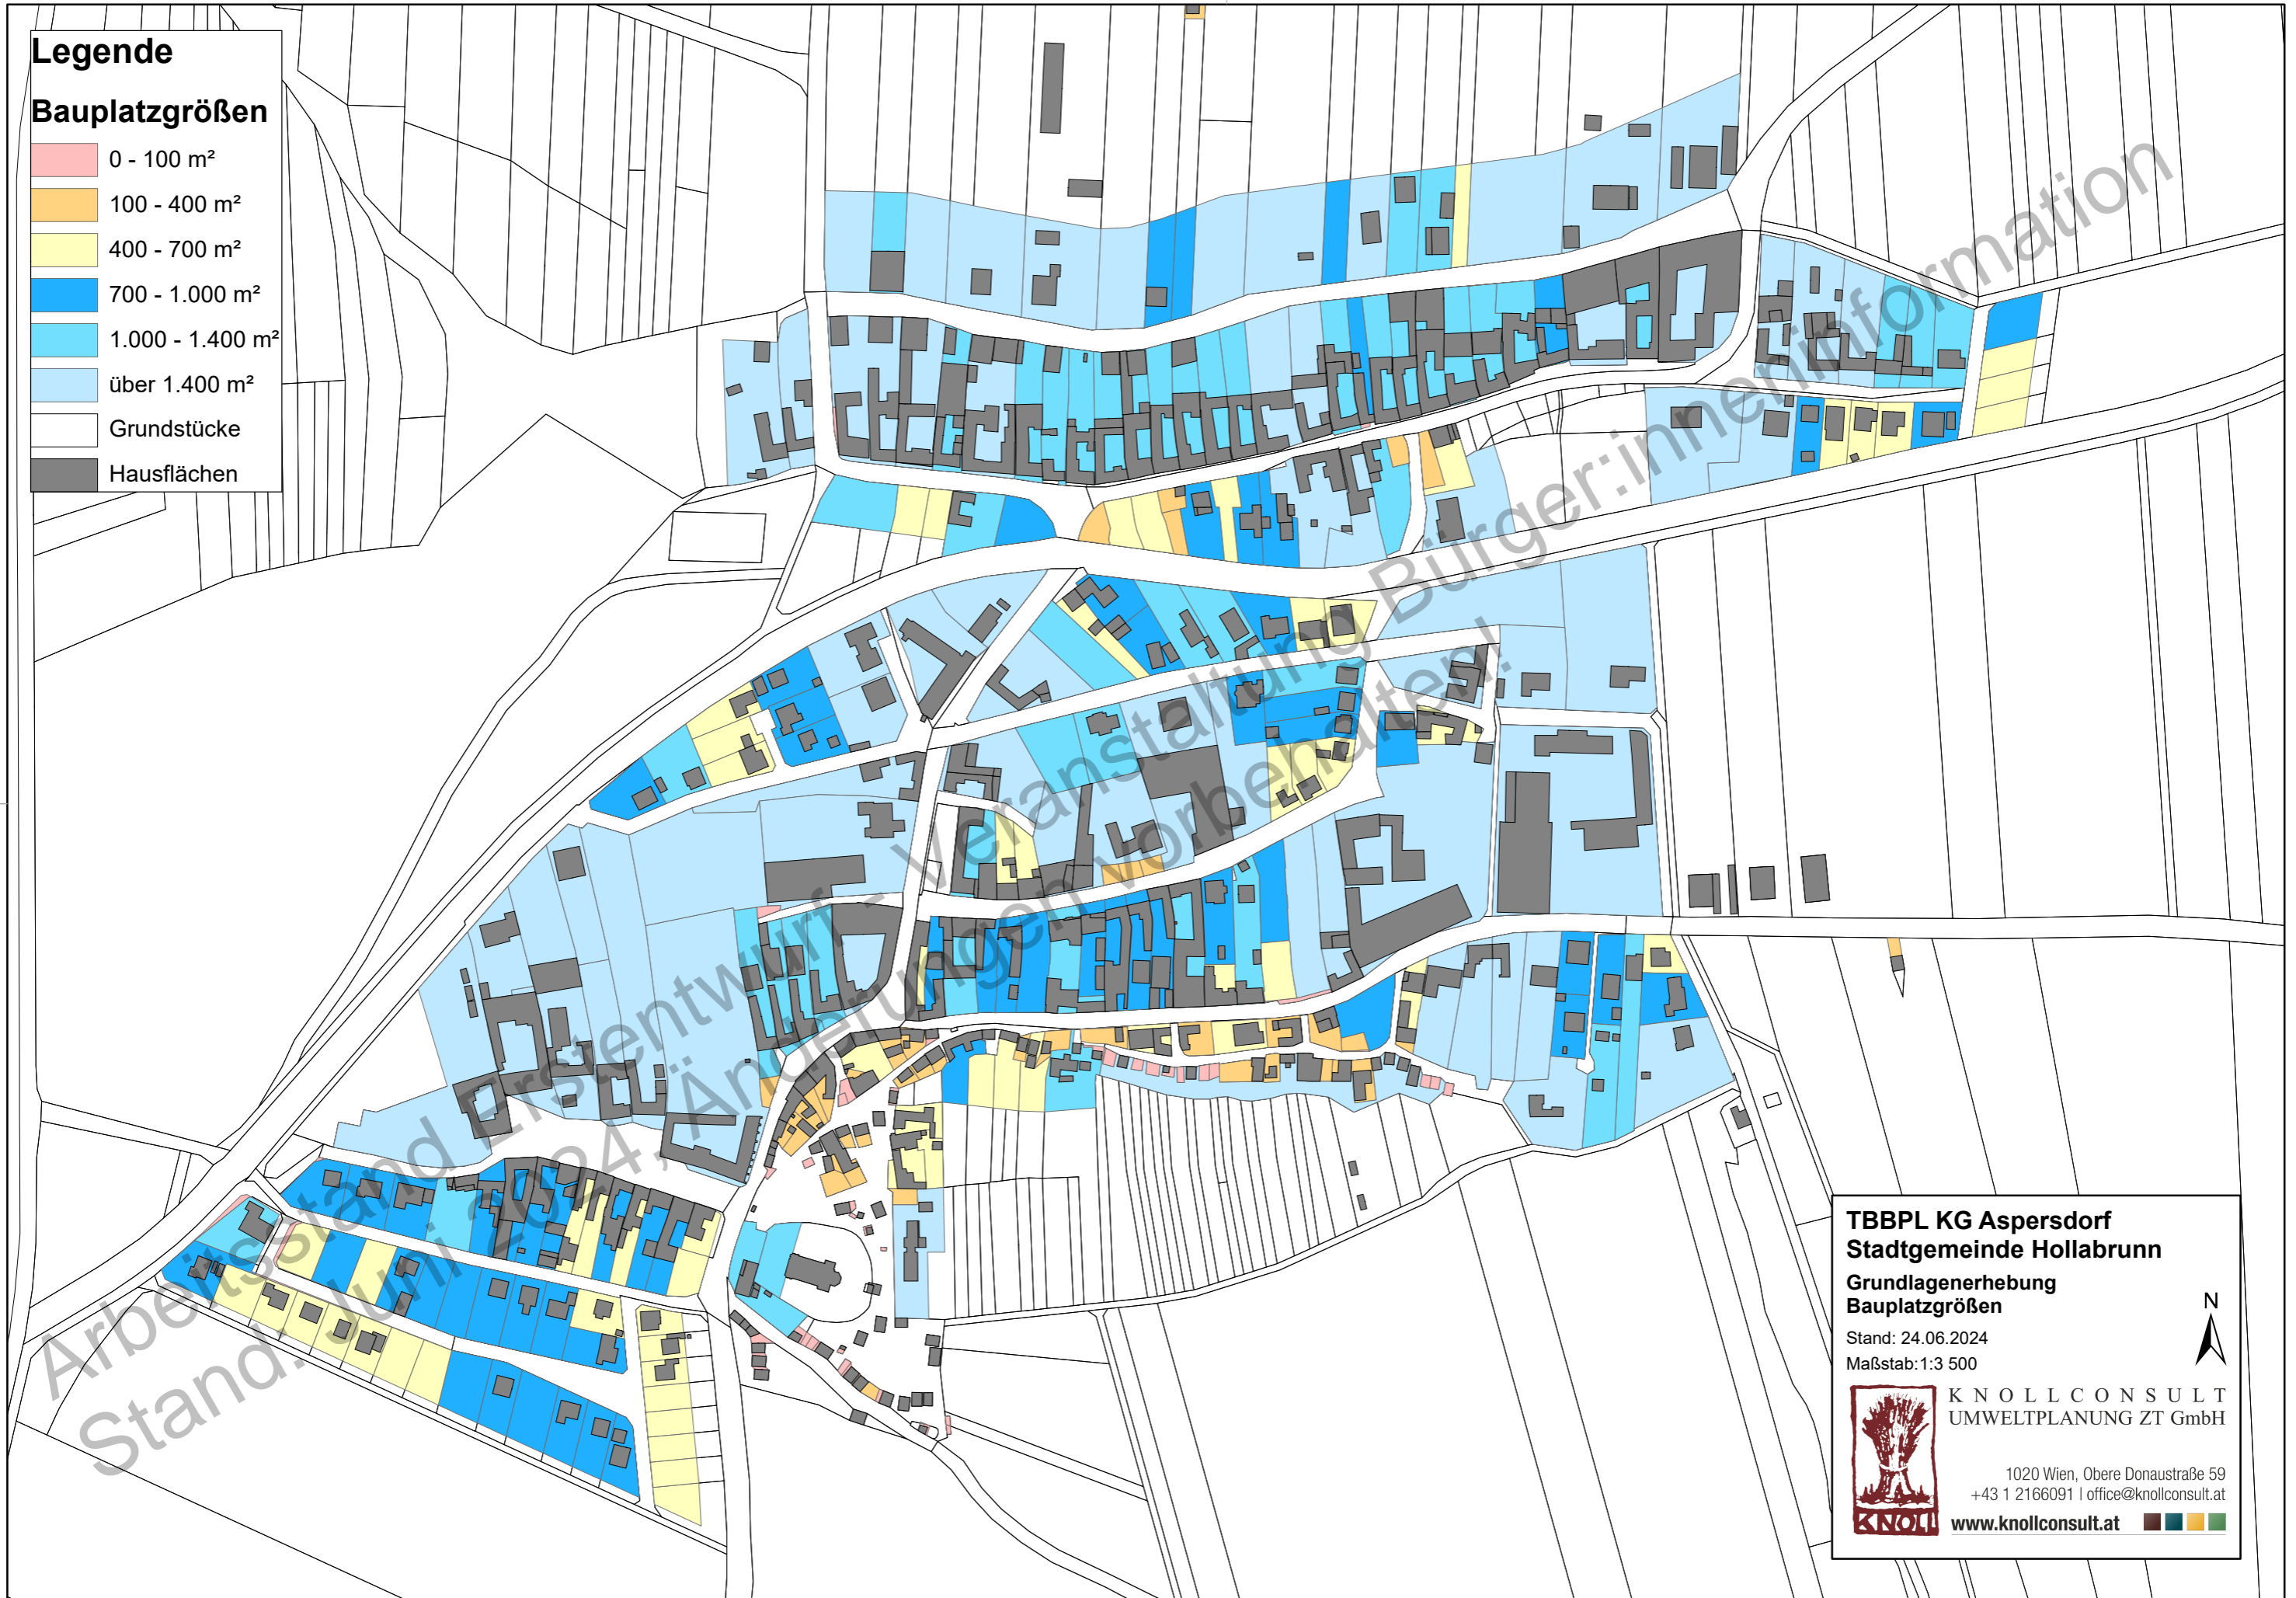 Legende
Bauplatzgrößen
0 - 100 m²
100 - 400 m²
400 - 700 m²
700 - 1.000 m²
1.000 - 1.400 m²
über 1.400 m²
Grundstücke
Hausflächen
Arbeitsstand Erstentwurf - Veranstaltung Bürger:inneninformation
Stand: Juni 2024, Änderungen vorbehalten!
TBBPL KG Aspersdorf
Stadtgemeinde Hollabrunn
Grundlagenerhebung
Bauplatzgrößen
N
Stand: 24.06.2024
Maßstab:1:3 500
KNOLLCONSULT
UMWELTPLANUNG ZT GmbH
KNOLL
1020 Wien, Obere Donaustraße 59
+43 1 2166091 | office@knollconsult.at
www.knollconsult.at